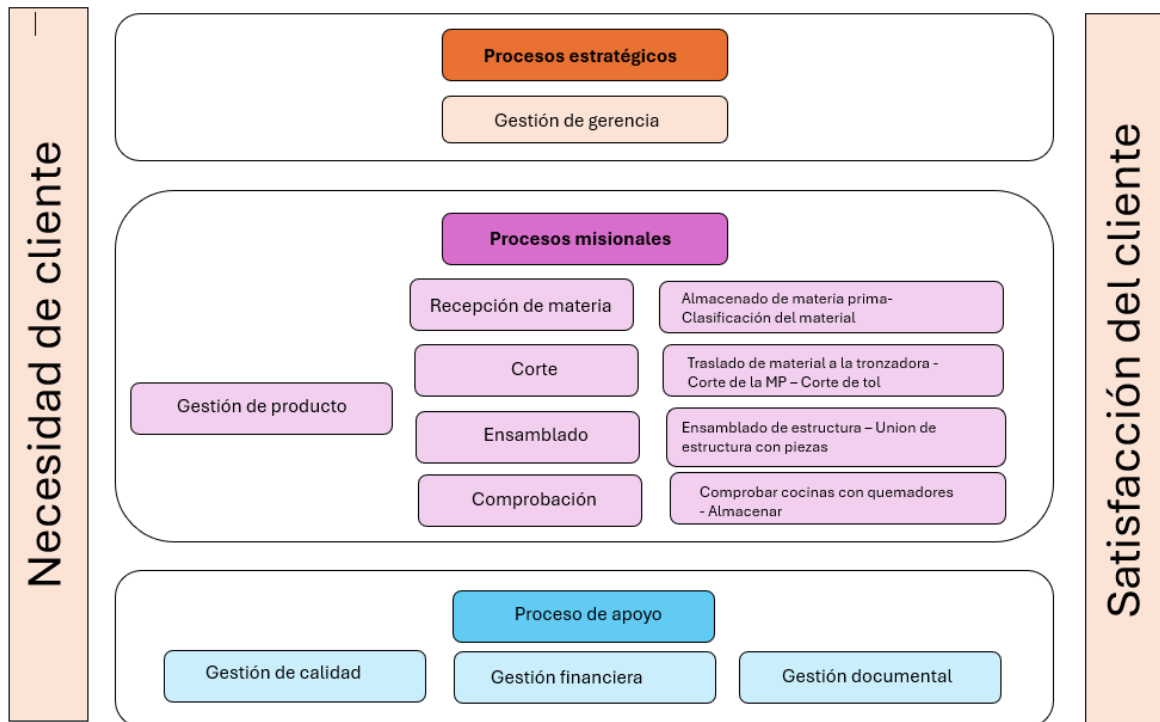 Necesidad de cliente
Procesos estratégicos
Gestión de gerencia
Procesos misionales
Gestión de producto
Recepción de materia
Almacenado de materia prima-
Clasificación del material
Corte
Traslado de material a la tronzadora -
Corte de la MP – Corte de tol
Ensamblado
Ensamblado de estructura – Union de
estructura con piezas
Comprobación
Comprobar cocinas con quemadores
- Almacenar
Proceso de apoyo
Gestión de calidad
Gestión financiera
Gestión documental
Satisfacción del cliente